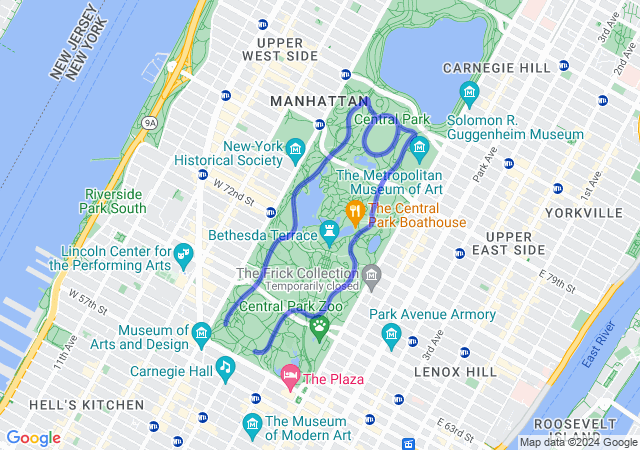 NEW JERSEY
NEW YORK
UPPER
WEST SIDE
CARNEGIE HILL
3rd Ave
2nd Ave
MANHATTAN
Central Park
Solomon R.
Guggenheim Museum
9A
New-York
Historical Society
Park Ave
1st Ave
The Metropolitan
Museum of Art
W 72nd St
Riverside
Park South
The Central
Park Boathouse
YORKVILLE
Bethesda Terrace
UPPER
EAST SIDE
Lincoln Center for
the Performing Arts
The Frick Collection
Temporarily closed
E 79th St
W 57th St
Central Park Zoo
Park Avenue Armory
Museum of
Arts and Design
11th Ave
3rd Ave
East River
Carnegie Hall
The Plaza
LENOX HILL
HELL'S KITCHEN
The Museum
of Modern Art
E 63rd St
ROOSEVELT
ISLAND
Google
Map data ©2024 Google